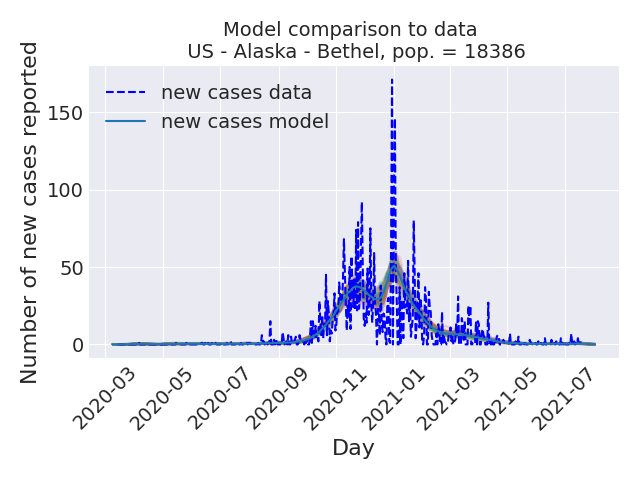 Model comparison to data
US - Alaska - Bethel, pop. = 18386
Number of new cases reported
150
100
50
0
new cases data
new cases model
2020-03
2020-05
2020-07
2020-09
2020-11
2021-01
2021-03
2021-05
2021-07
Day